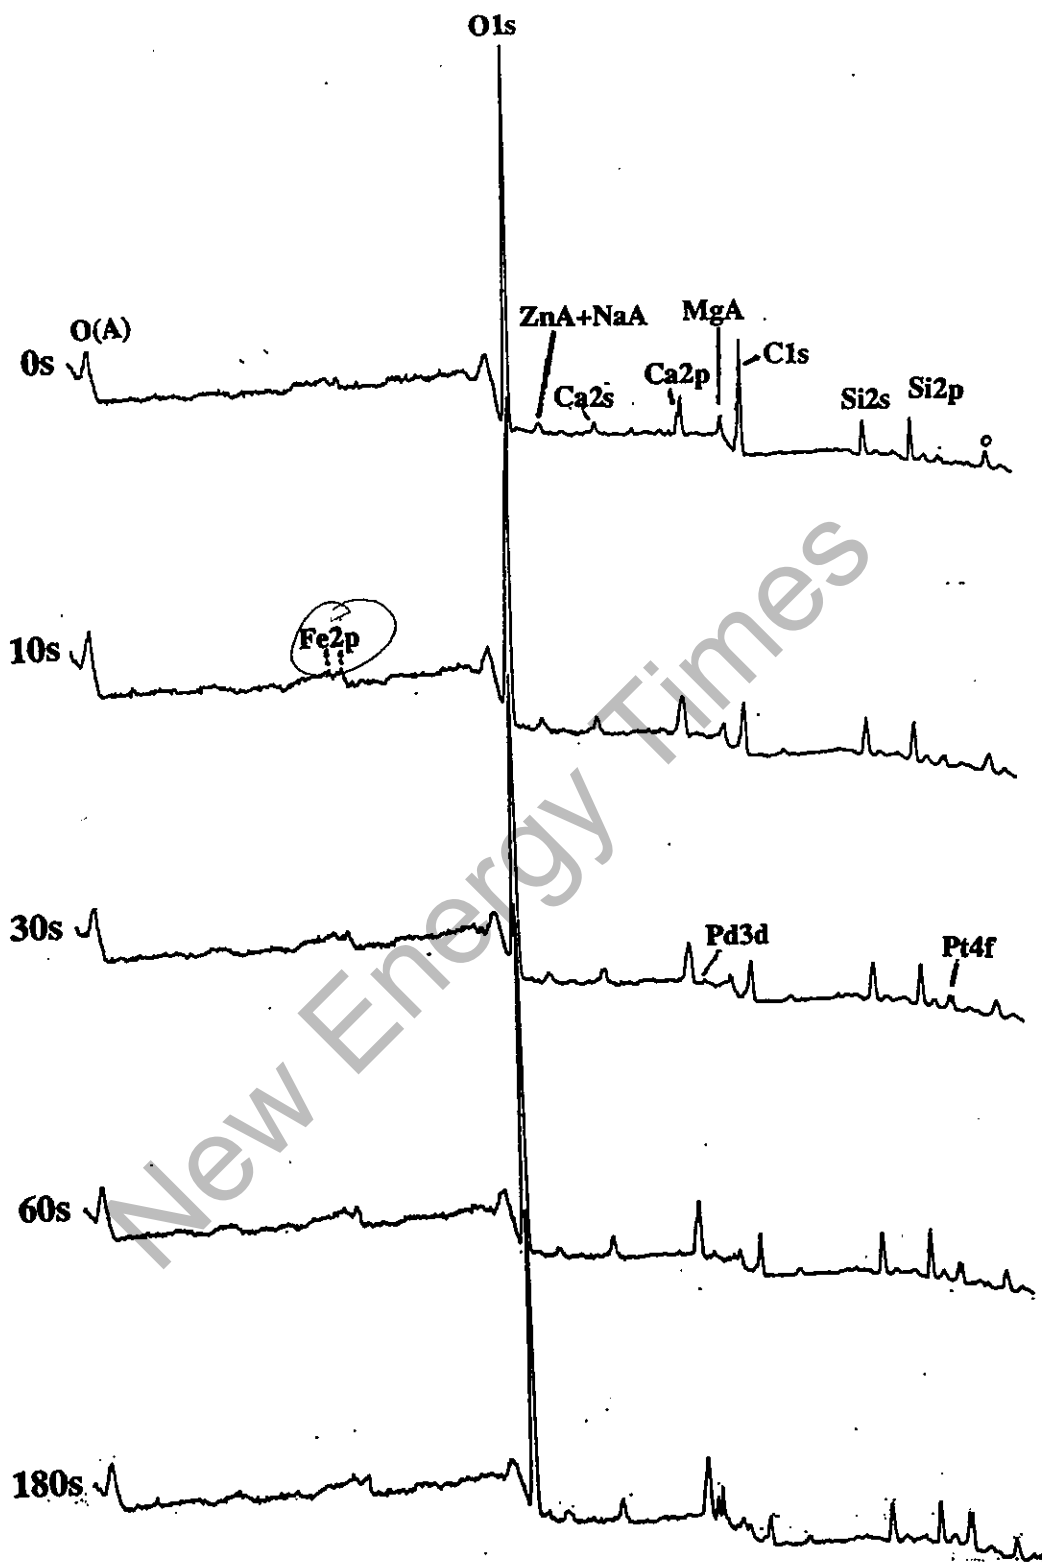 O1s
ZnA+NaA
MgA
O(A)
0s
C1s
Ca2p
Ca2s
Si2s
Si2p
o
10s
Fe2p
30s
Pd3d
Pt4f
60s
180s
New Energy Times